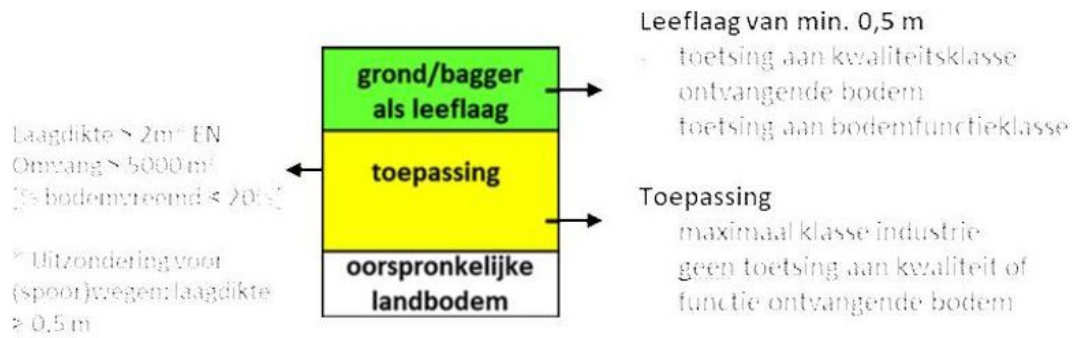 Leeflaag van min. 0,5 m
- toetsing aan kwaliteitsklasse
ontvangende bodem
toetsing aan bodemfunctieklasse
grond/bagger
als leeflaag
Laagdikte > 2m* EN
Omvang > 5000 m³
[% bodemvreemd < 20%]
toepassing
* Uitzondering voor
(spoor)wegen: laagdikte
≥ 0,5 m
Toepassing
maximaal klasse industrie
geen toetsing aan kwaliteit of
functie ontvangende bodem
oorspronkelijke
landbodem